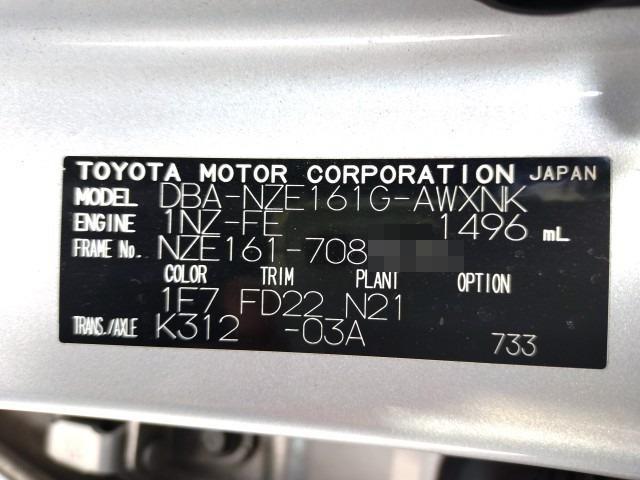 TOYOTA MOTOR CORPORATION JAPAN
MODEL DBA-NZE161G-AWXNK
ENGINE 1NZ-FE 1496 mL
FRAME No. NZE161-708
COLOR TRIM PLANT OPTION
1E7 FD22 N21
TRANS./AXLE K312 -03A 733